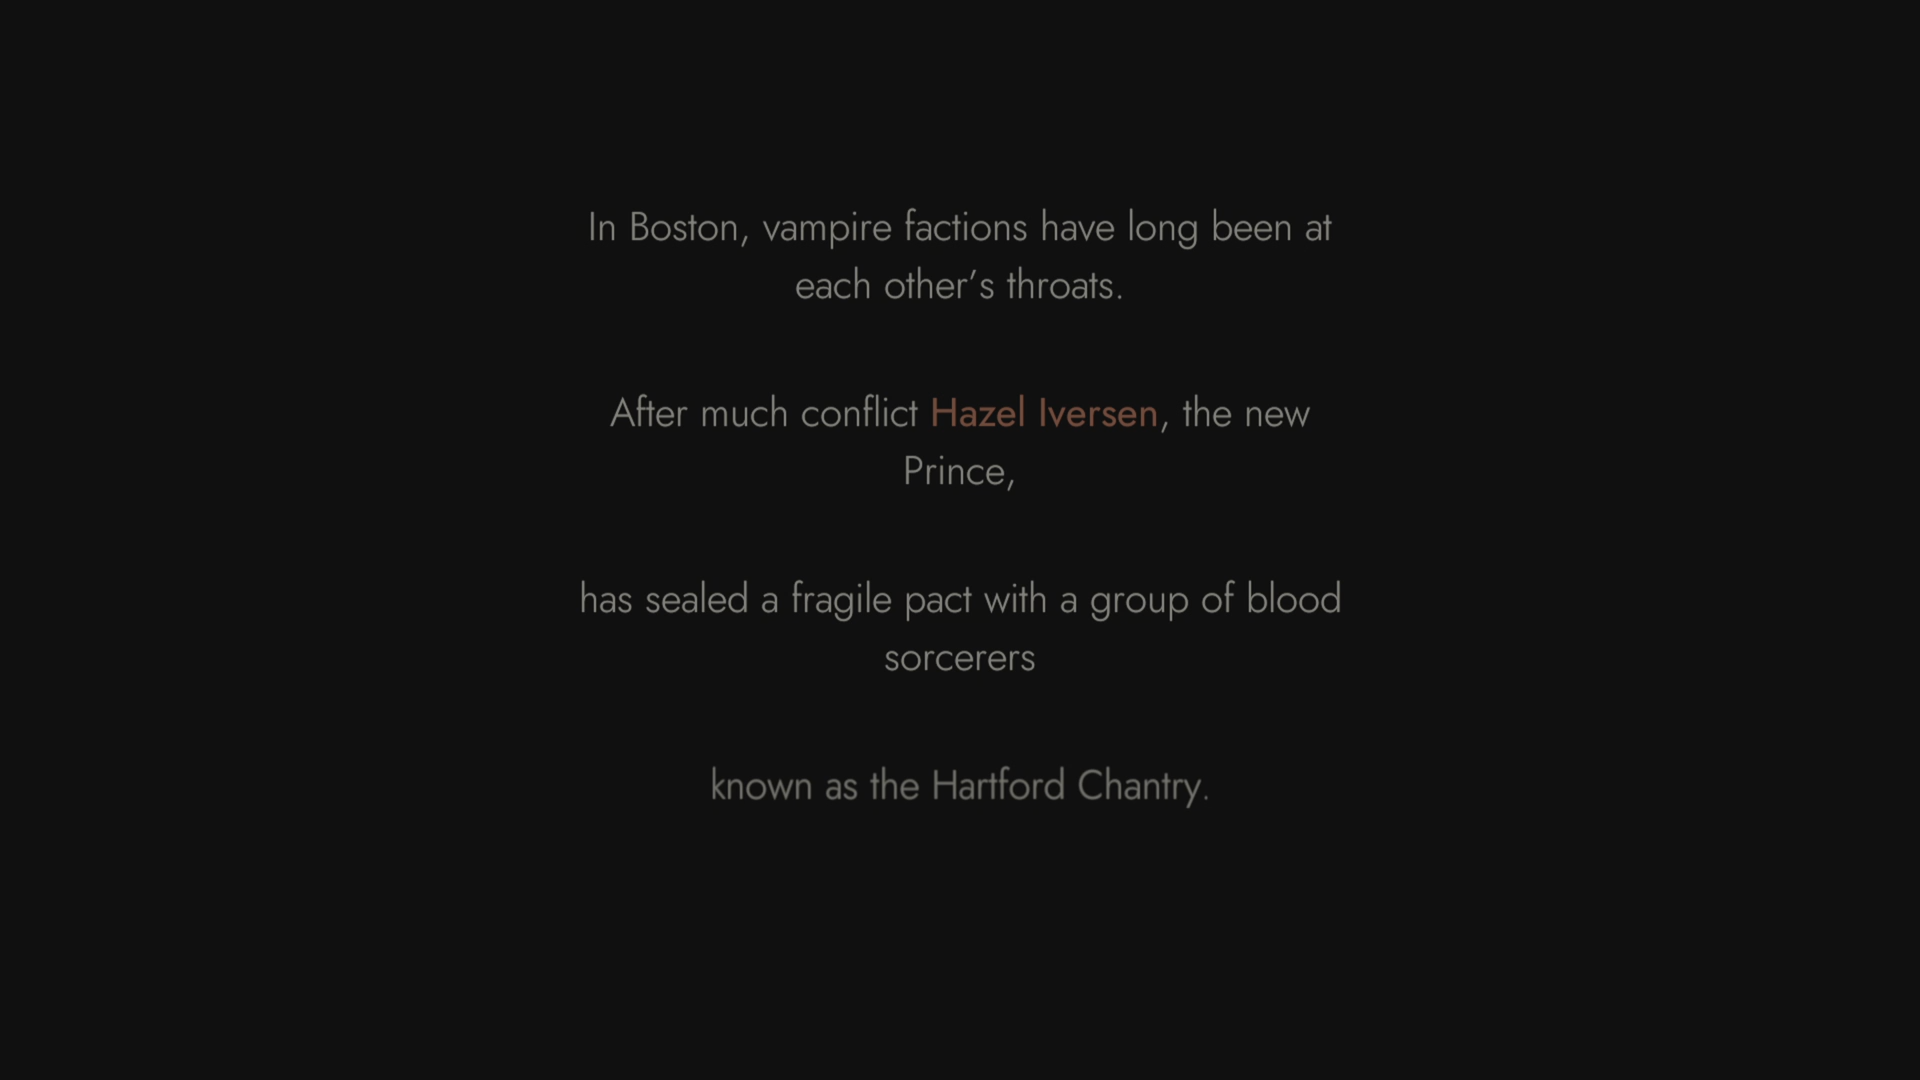 In Boston, vampire factions have long been at
each other’s throats.
After much conflict Hazel Iversen, the new
Prince,
has sealed a fragile pact with a group of blood
sorcerers
known as the Hartford Chantry.